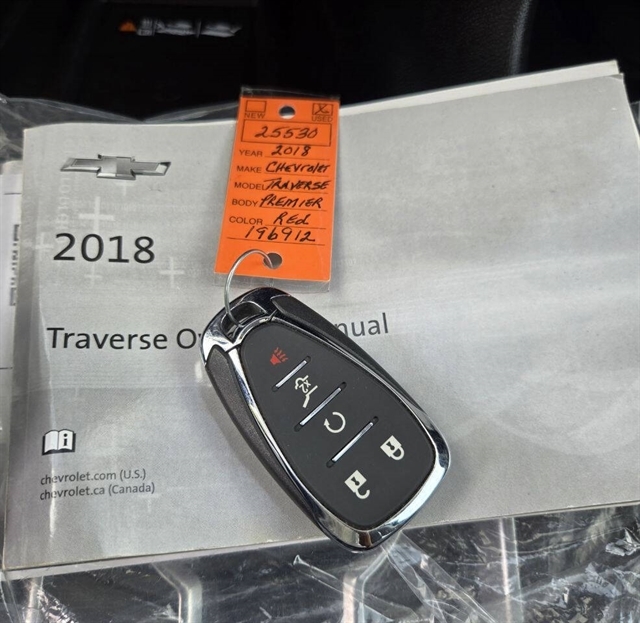 NEW X USED
25530
YEAR 2018
MAKE Chevrolet
MODEL TRAVERSE
BODY PREMIER
COLOR Red
196912
2018
Traverse O nual
X2
chevrolet.com (U.S.)
chevrolet.ca (Canada)